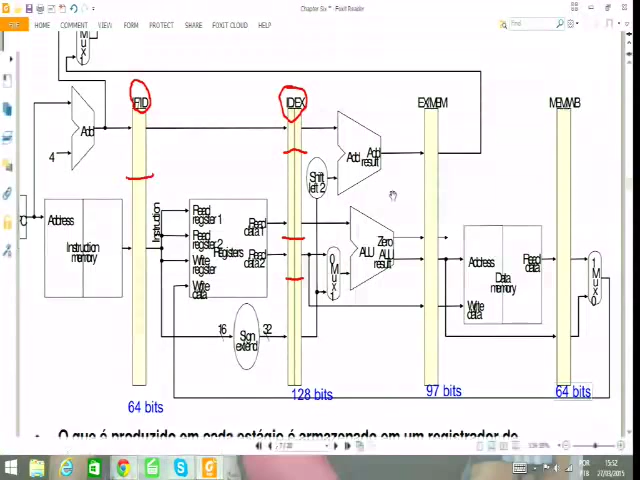 Chapter Six * - Foxit Reader
FILE HOME COMMENT VIEW FORM PROTECT SHARE FOXIT CLOUD HELP
Find
M
u
x
1
IF/ID
ID/EX
EX/MEM
MEM/WB
Add
4
Add
Add
result
Shift
left 2
Address
Instruction
memory
Instruction
Read
register 1
Read
register 2
Write
register
Write
data
Registers
Read
data 1
Read
data 2
0
M
u
x
1
Zero
ALU
ALU
result
Address
Data
memory
Read
data
Write
data
1
M
u
x
0
16
Sign
extend
32
64 bits
128 bits
97 bits
64 bits
• O que é produzido em cada estágio é armazenado em um registrador de
POR
PTB
15:52
27/03/2015